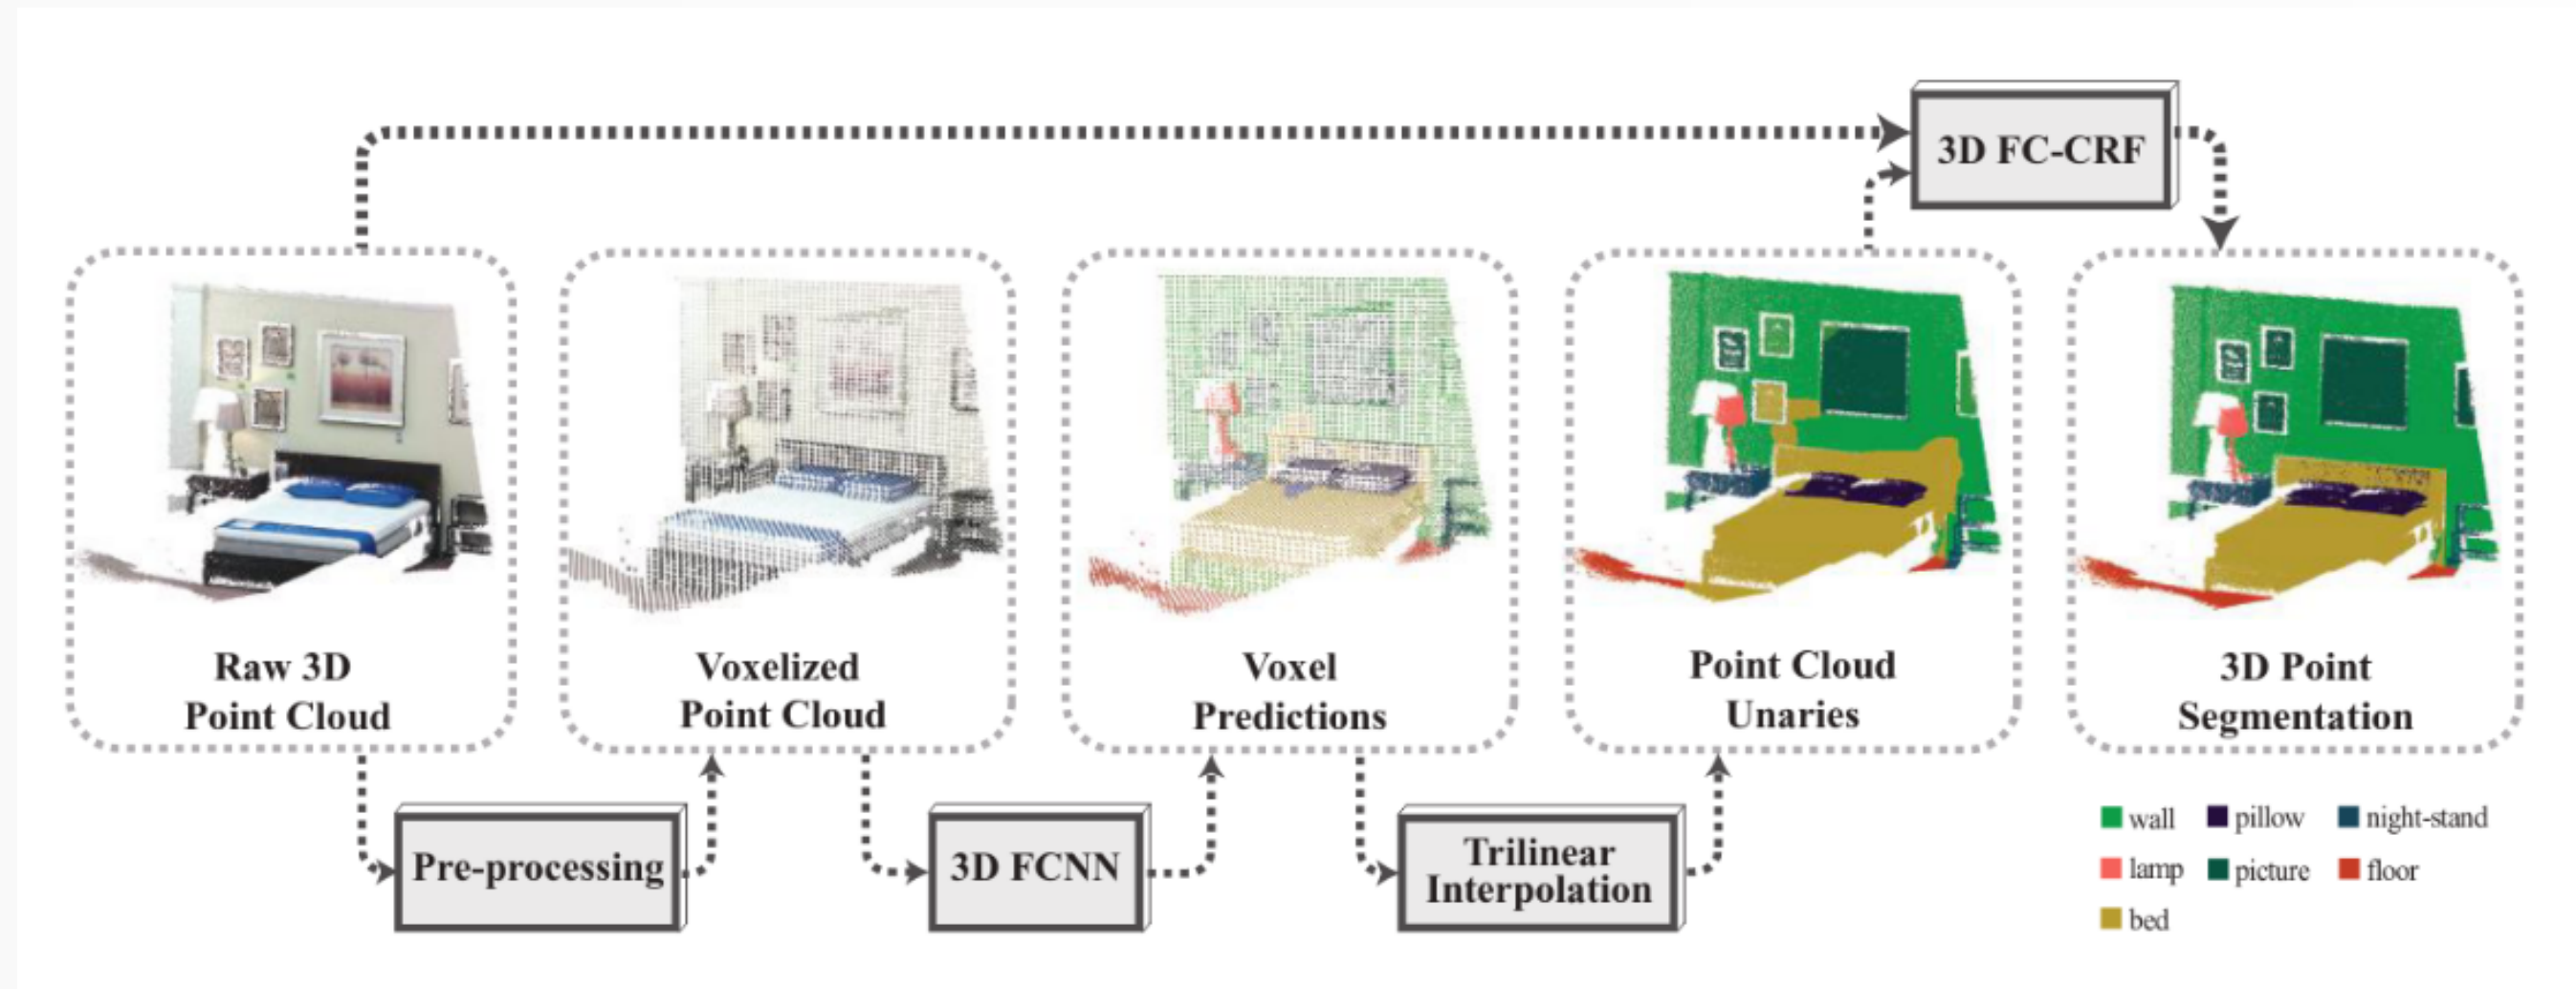 3D FC-CRF
Raw 3D
Point Cloud
Voxelized
Point Cloud
Voxel
Predictions
Point Cloud
Unaries
3D Point
Segmentation
Pre-processing
3D FCNN
Trilinear
Interpolation
wall pillow night-stand
lamp picture floor
bed